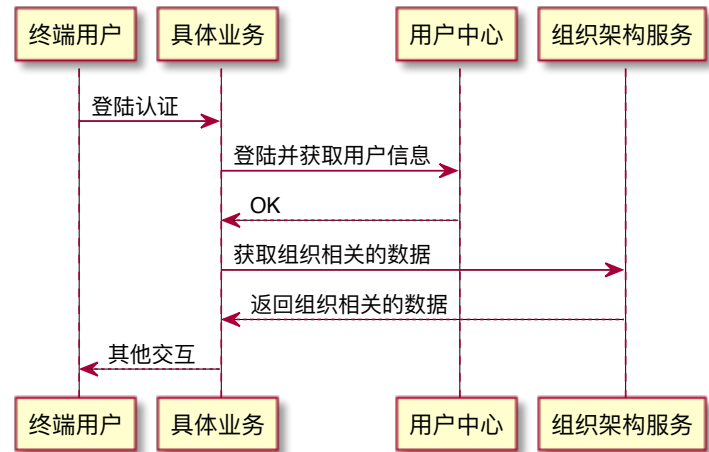 终端用户
具体业务
用户中心
组织架构服务
登陆认证
登陆并获取用户信息
OK
获取组织相关的数据
返回组织相关的数据
其他交互
终端用户
具体业务
用户中心
组织架构服务